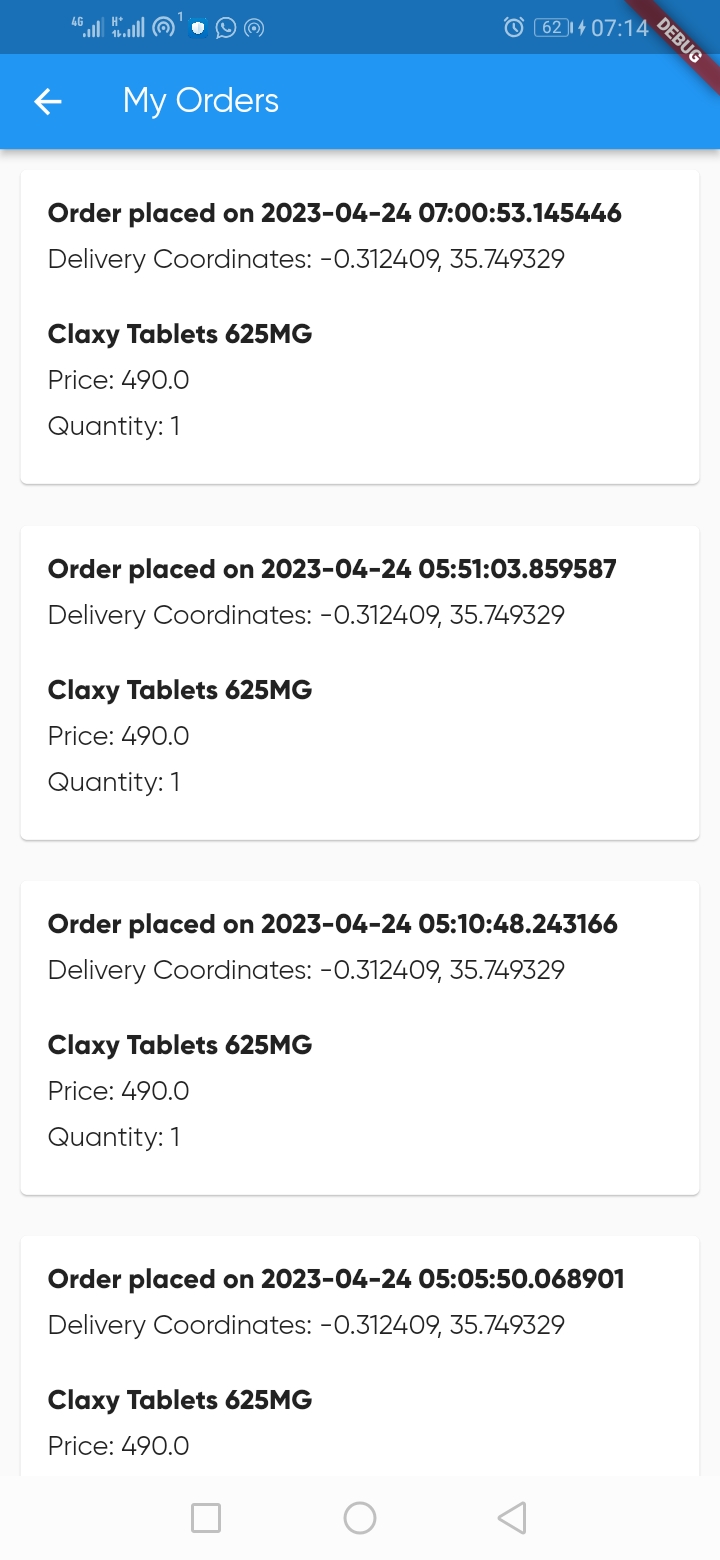 4G H+ 1 62 07:14
DEBUG
My Orders
Order placed on 2023-04-24 07:00:53.145446
Delivery Coordinates: -0.312409, 35.749329
Claxy Tablets 625MG
Price: 490.0
Quantity: 1
Order placed on 2023-04-24 05:51:03.859587
Delivery Coordinates: -0.312409, 35.749329
Claxy Tablets 625MG
Price: 490.0
Quantity: 1
Order placed on 2023-04-24 05:10:48.243166
Delivery Coordinates: -0.312409, 35.749329
Claxy Tablets 625MG
Price: 490.0
Quantity: 1
Order placed on 2023-04-24 05:05:50.068901
Delivery Coordinates: -0.312409, 35.749329
Claxy Tablets 625MG
Price: 490.0